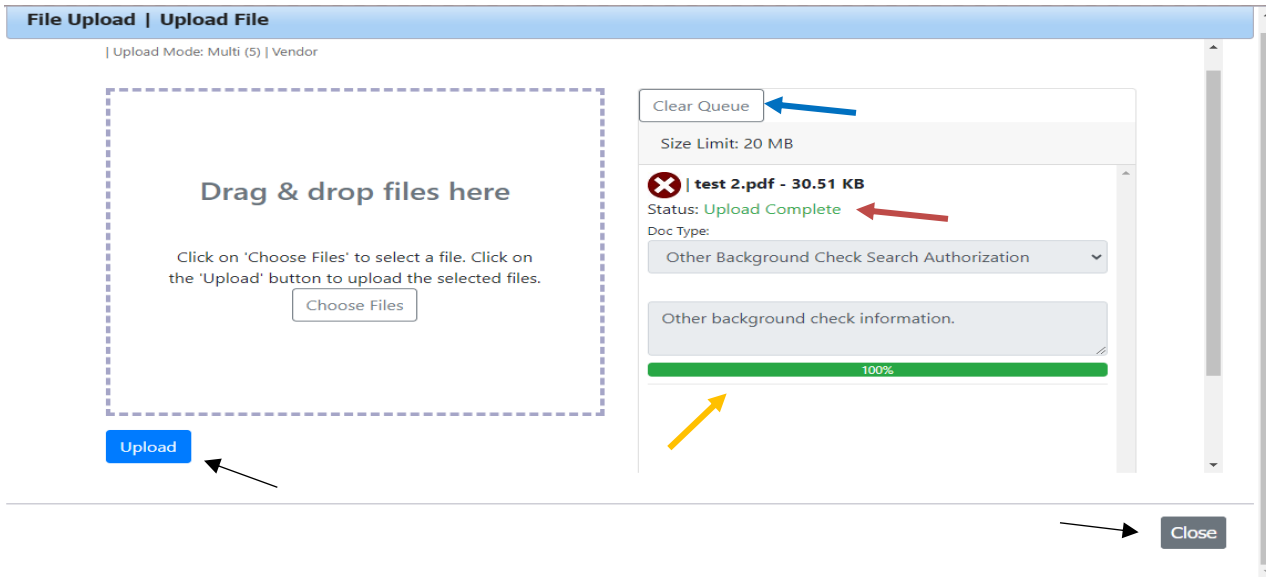 File Upload | Upload File
| Upload Mode: Multi (5) | Vendor
Drag & drop files here
Click on 'Choose Files' to select a file. Click on
the 'Upload' button to upload the selected files.
Choose Files
Upload
Clear Queue
Size Limit: 20 MB
| test 2.pdf - 30.51 KB
Status: Upload Complete
Doc Type:
Other Background Check Search Authorization
Other background check information.
100%
Close